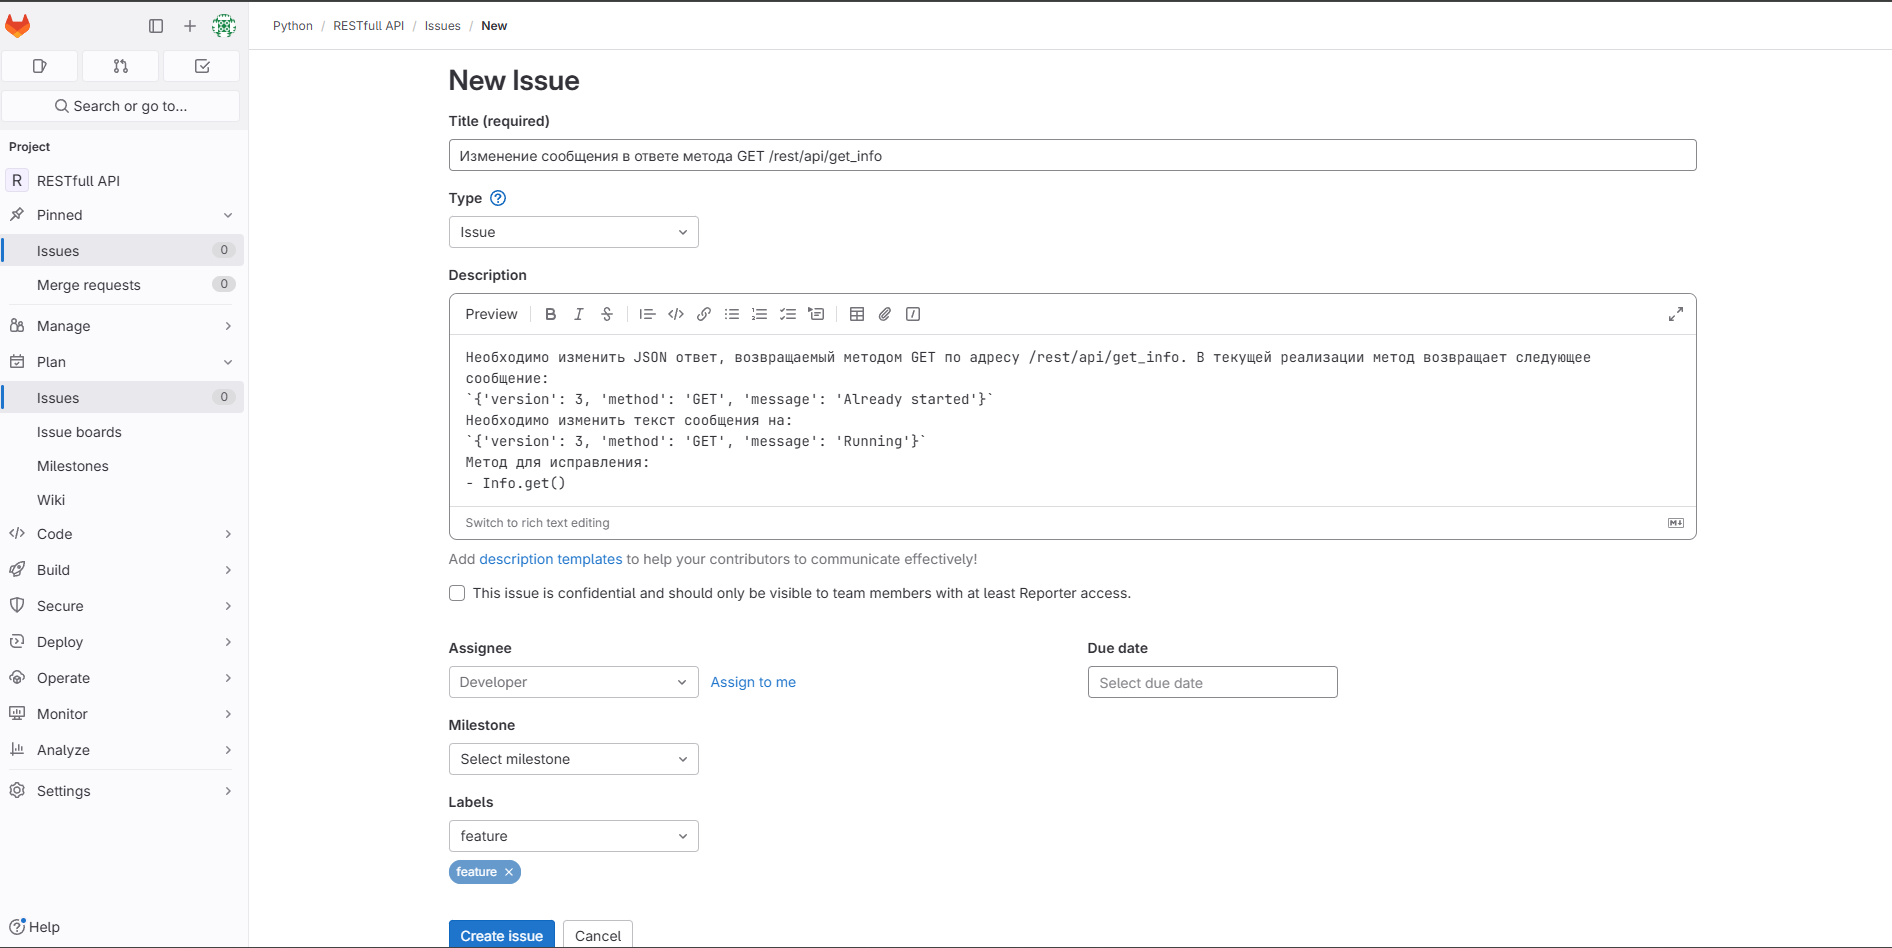 Python / RESTfull API / Issues / New
Search or go to...
Project
R RESTfull API
Pinned
Issues 0
Merge requests 0
Manage
Plan
Issues 0
Issue boards
Milestones
Wiki
Code
Build
Secure
Deploy
Operate
Monitor
Analyze
Settings
Help
New Issue
Title (required)
Изменение сообщения в ответе метода GET /rest/api/get_info
Type ?
Issue
Description
Preview
Необходимо изменить JSON ответ, возвращаемый методом GET по адресу /rest/api/get_info. В текущей реализации метод возвращает следующее
сообщение:
`{'version': 3, 'method': 'GET', 'message': 'Already started'}`
Необходимо изменить текст сообщения на:
`{'version': 3, 'method': 'GET', 'message': 'Running'}`
Метод для исправления:
- Info.get()
Switch to rich text editing
Add description templates to help your contributors to communicate effectively!
This issue is confidential and should only be visible to team members with at least Reporter access.
Assignee
Developer
Assign to me
Due date
Select due date
Milestone
Select milestone
Labels
feature
feature
Create issue
Cancel